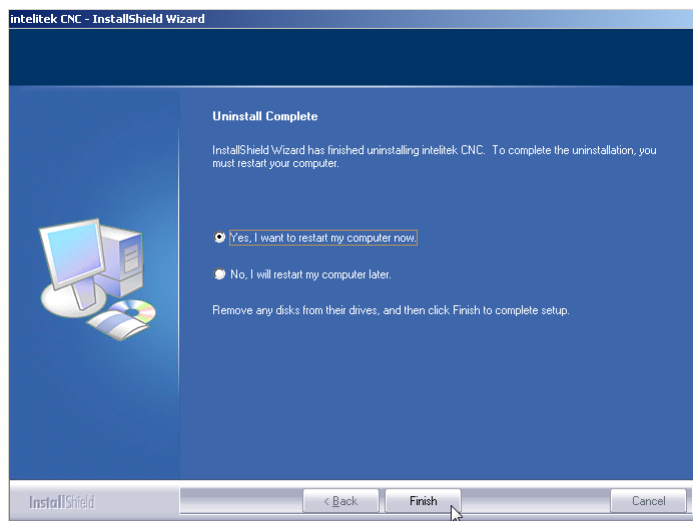 intelitek CNC - InstallShield Wizard
Uninstall Complete
InstallShield Wizard has finished uninstalling intelitek CNC.  To complete the uninstallation, you
must restart your computer.
Yes, I want to restart my computer now.
No, I will restart my computer later.
Remove any disks from their drives, and then click Finish to complete setup.
InstallShield
< Back
Finish
Cancel